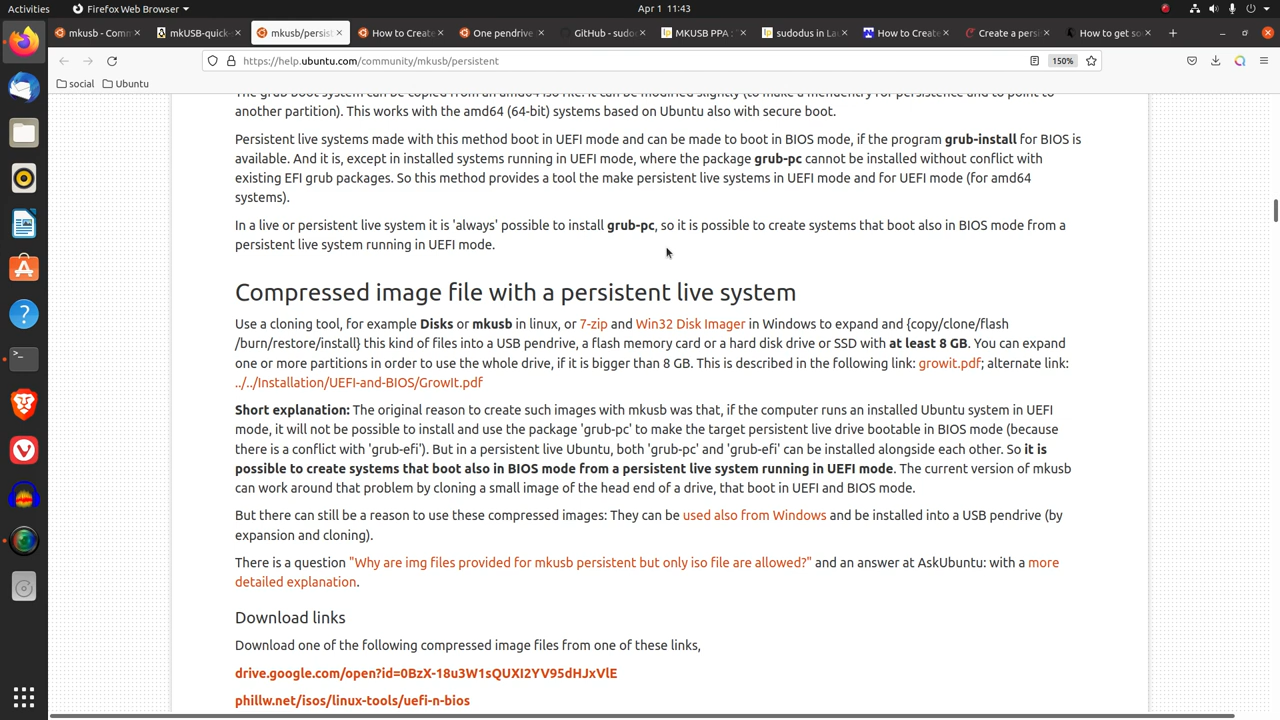 Activities
Firefox Web Browser
Apr 1 11:43
mkusb - Comm
mkUSB-quick-
mkusb/persist
How to Create
One pendrive
GitHub - sudo
MKUSB PPA :
sudodus in La
How to Create
Create a persi
How to get so
https://help.ubuntu.com/community/mkusb/persistent
150%
social
Ubuntu
another partition). This works with the amd64 (64-bit) systems based on Ubuntu also with secure boot.
Persistent live systems made with this method boot in UEFI mode and can be made to boot in BIOS mode, if the program grub-install for BIOS is
available. And it is, except in installed systems running in UEFI mode, where the package grub-pc cannot be installed without conflict with
existing EFI grub packages. So this method provides a tool the make persistent live systems in UEFI mode and for UEFI mode (for amd64
systems).
In a live or persistent live system it is 'always' possible to install grub-pc, so it is possible to create systems that boot also in BIOS mode from a
persistent live system running in UEFI mode.
Compressed image file with a persistent live system
Use a cloning tool, for example Disks or mkusb in linux, or 7-zip and Win32 Disk Imager in Windows to expand and {copy/clone/flash
/burn/restore/install} this kind of files into a USB pendrive, a flash memory card or a hard disk drive or SSD with at least 8 GB. You can expand
one or more partitions in order to use the whole drive, if it is bigger than 8 GB. This is described in the following link: growit.pdf; alternate link:
../../Installation/UEFI-and-BIOS/GrowIt.pdf
Short explanation: The original reason to create such images with mkusb was that, if the computer runs an installed Ubuntu system in UEFI
mode, it will not be possible to install and use the package 'grub-pc' to make the target persistent live drive bootable in BIOS mode (because
there is a conflict with 'grub-efi'). But in a persistent live Ubuntu, both 'grub-pc' and 'grub-efi' can be installed alongside each other. So it is
possible to create systems that boot also in BIOS mode from a persistent live system running in UEFI mode. The current version of mkusb
can work around that problem by cloning a small image of the head end of a drive, that boot in UEFI and BIOS mode.
But there can still be a reason to use these compressed images: They can be used also from Windows and be installed into a USB pendrive (by
expansion and cloning).
There is a question "Why are img files provided for mkusb persistent but only iso file are allowed?" and an answer at AskUbuntu: with a more
detailed explanation.
Download links
Download one of the following compressed image files from one of these links,
drive.google.com/open?id=0BzX-18u3W1sQUXI2YV95dHJxVlE
phillw.net/isos/linux-tools/uefi-n-bios